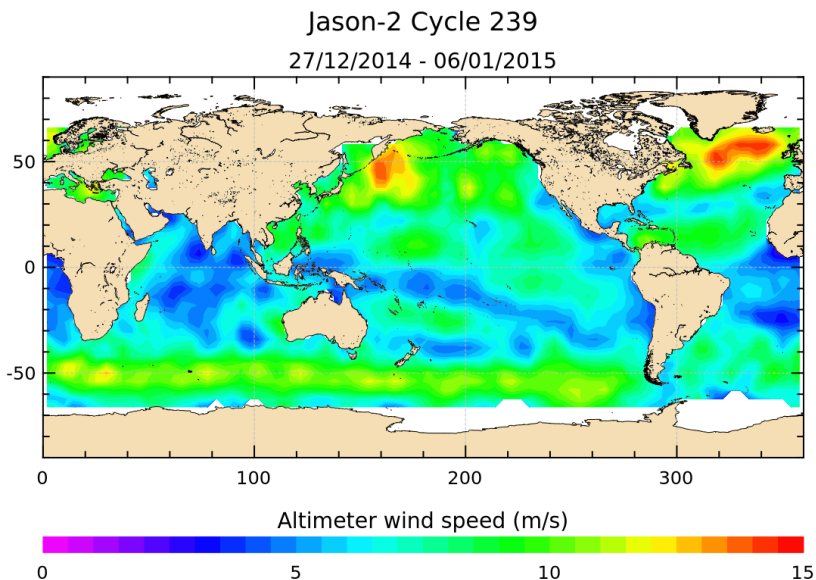 Jason-2 Cycle 239
27/12/2014 - 06/01/2015
50
0
-50
0 100 200 300
Altimeter wind speed (m/s)
0 5 10 15